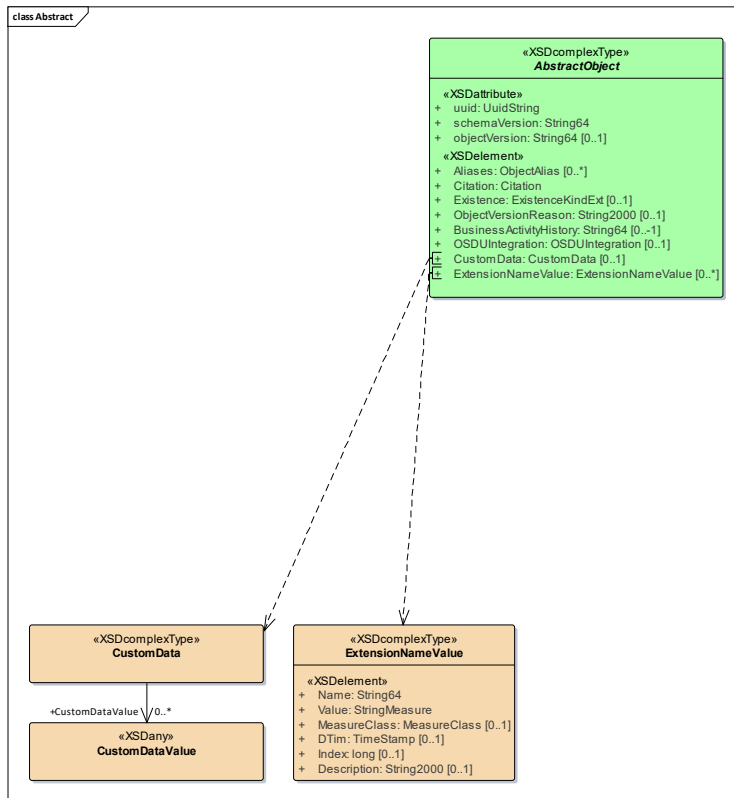 class Abstract
«XSDcomplexType»
AbstractObject
«XSDattribute»
+ uuid: UuidString
+ schemaVersion: String64
+ objectVersion: String64 [0..1]
«XSDelement»
+ Aliases: ObjectAlias [0..*]
+ Citation: Citation
+ Existence: ExistenceKindExt [0..1]
+ ObjectVersionReason: String2000 [0..1]
+ BusinessActivityHistory: String64 [0..-1]
+ OSDUIntegration: OSDUIntegration [0..1]
+ CustomData: CustomData [0..1]
+ ExtensionNameValue: ExtensionNameValue [0..*]
«XSDcomplexType»
CustomData
+CustomDataValue 0..*
«XSDany»
CustomDataValue
«XSDcomplexType»
ExtensionNameValue
«XSDelement»
+ Name: String64
+ Value: StringMeasure
+ MeasureClass: MeasureClass [0..1]
+ DTim: TimeStamp [0..1]
+ Index: long [0..1]
+ Description: String2000 [0..1]